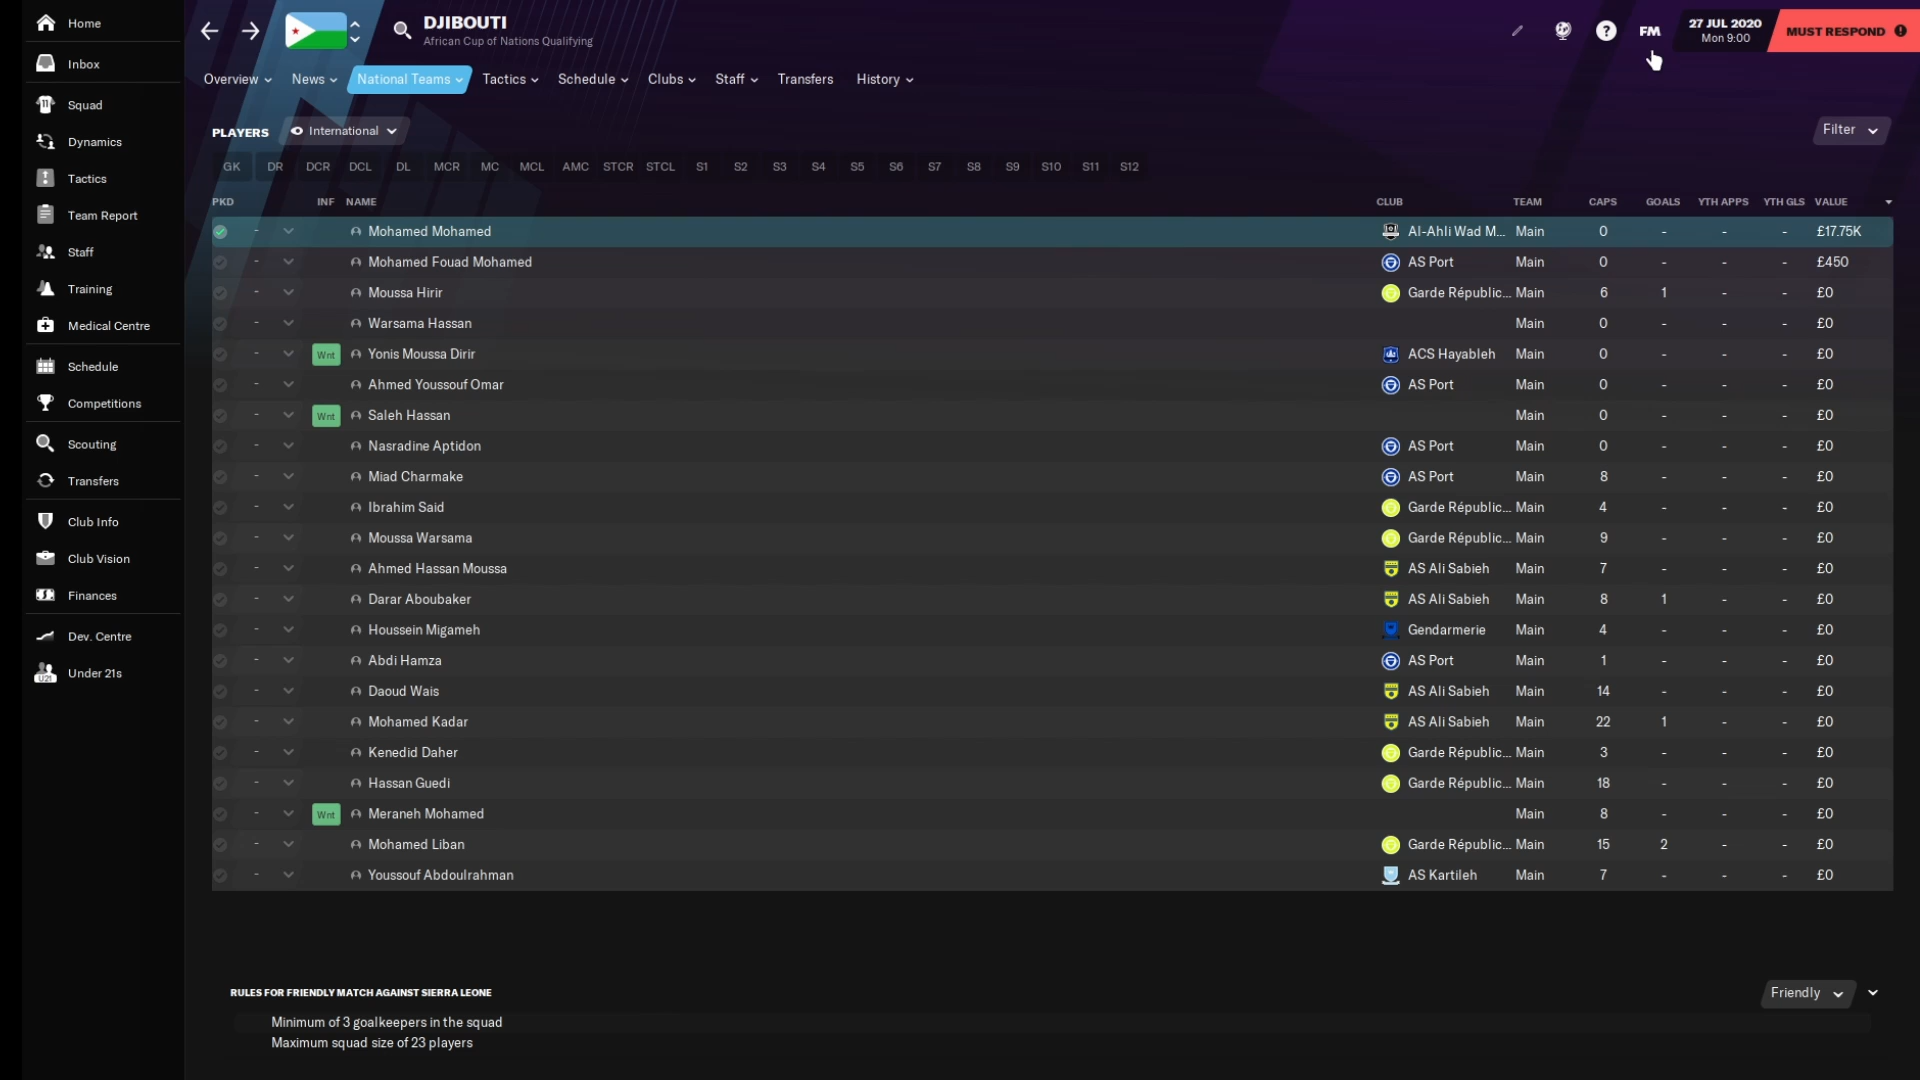 Home
Inbox
Squad
Dynamics
Tactics
Team Report
Staff
Training
Medical Centre
Schedule
Competitions
Scouting
Transfers
Club Info
Club Vision
Finances
Dev. Centre
U21 Under 21s
DJIBOUTI
African Cup of Nations Qualifying
FM
27 JUL 2020
Mon 9:00
MUST RESPOND
Overview News National Teams Tactics Schedule Clubs Staff Transfers History
PLAYERS International Filter
GK DR DCR DCL DL MCR MC MCL AMC STCR STCL S1 S2 S3 S4 S5 S6 S7 S8 S9 S10 S11 S12
PKD INF NAME CLUB TEAM CAPS GOALS YTH APPS YTH GLS VALUE
- Mohamed Mohamed Al-Ahli Wad M... Main 0 - - - £17.75K
- Mohamed Fouad Mohamed AS Port Main 0 - - - £450
- Moussa Hirir Garde Républic... Main 6 1 - - £0
- Warsama Hassan Main 0 - - - £0
- Wnt Yonis Moussa Dirir ACS Hayableh Main 0 - - - £0
- Ahmed Youssouf Omar AS Port Main 0 - - - £0
- Wnt Saleh Hassan Main 0 - - - £0
- Nasradine Aptidon AS Port Main 0 - - - £0
- Miad Charmake AS Port Main 8 - - - £0
- Ibrahim Said Garde Républic... Main 4 - - - £0
- Moussa Warsama Garde Républic... Main 9 - - - £0
- Ahmed Hassan Moussa AS Ali Sabieh Main 7 - - - £0
- Darar Aboubaker AS Ali Sabieh Main 8 1 - - £0
- Houssein Migameh Gendarmerie Main 4 - - - £0
- Abdi Hamza AS Port Main 1 - - - £0
- Daoud Wais AS Ali Sabieh Main 14 - - - £0
- Mohamed Kadar AS Ali Sabieh Main 22 1 - - £0
- Kenedid Daher Garde Républic... Main 3 - - - £0
- Hassan Guedi Garde Républic... Main 18 - - - £0
- Wnt Meraneh Mohamed Main 8 - - - £0
- Mohamed Liban Garde Républic... Main 15 2 - - £0
- Youssouf Abdoulrahman AS Kartileh Main 7 - - - £0
RULES FOR FRIENDLY MATCH AGAINST SIERRA LEONE Friendly
Minimum of 3 goalkeepers in the squad
Maximum squad size of 23 players